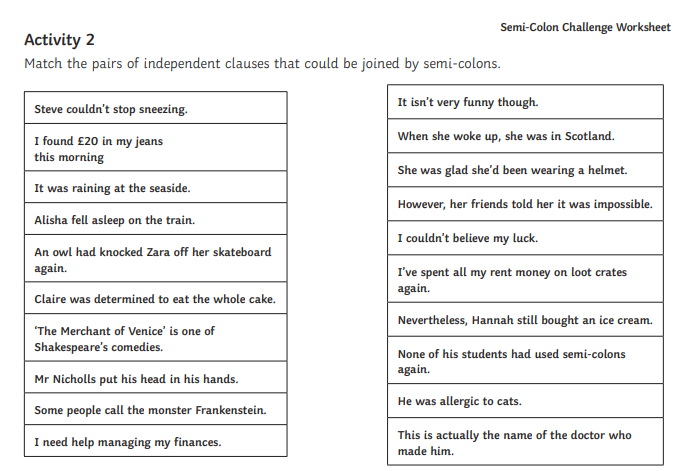 Semi-Colon Challenge Worksheet
Activity 2
Match the pairs of independent clauses that could be joined by semi-colons.
Steve couldn't stop sneezing.
I found £20 in my jeans
this morning
It was raining at the seaside.
Alisha fell asleep on the train.
An owl had knocked Zara off her skateboard
again.
Claire was determined to eat the whole cake.
'The Merchant of Venice' is one of
Shakespeare's comedies.
Mr Nicholls put his head in his hands.
Some people call the monster Frankenstein.
I need help managing my finances.
It isn't very funny though.
When she woke up, she was in Scotland.
She was glad she'd been wearing a helmet.
However, her friends told her it was impossible.
I couldn't believe my luck.
I've spent all my rent money on loot crates
again.
Nevertheless, Hannah still bought an ice cream.
None of his students had used semi-colons
again.
He was allergic to cats.
This is actually the name of the doctor who
made him.